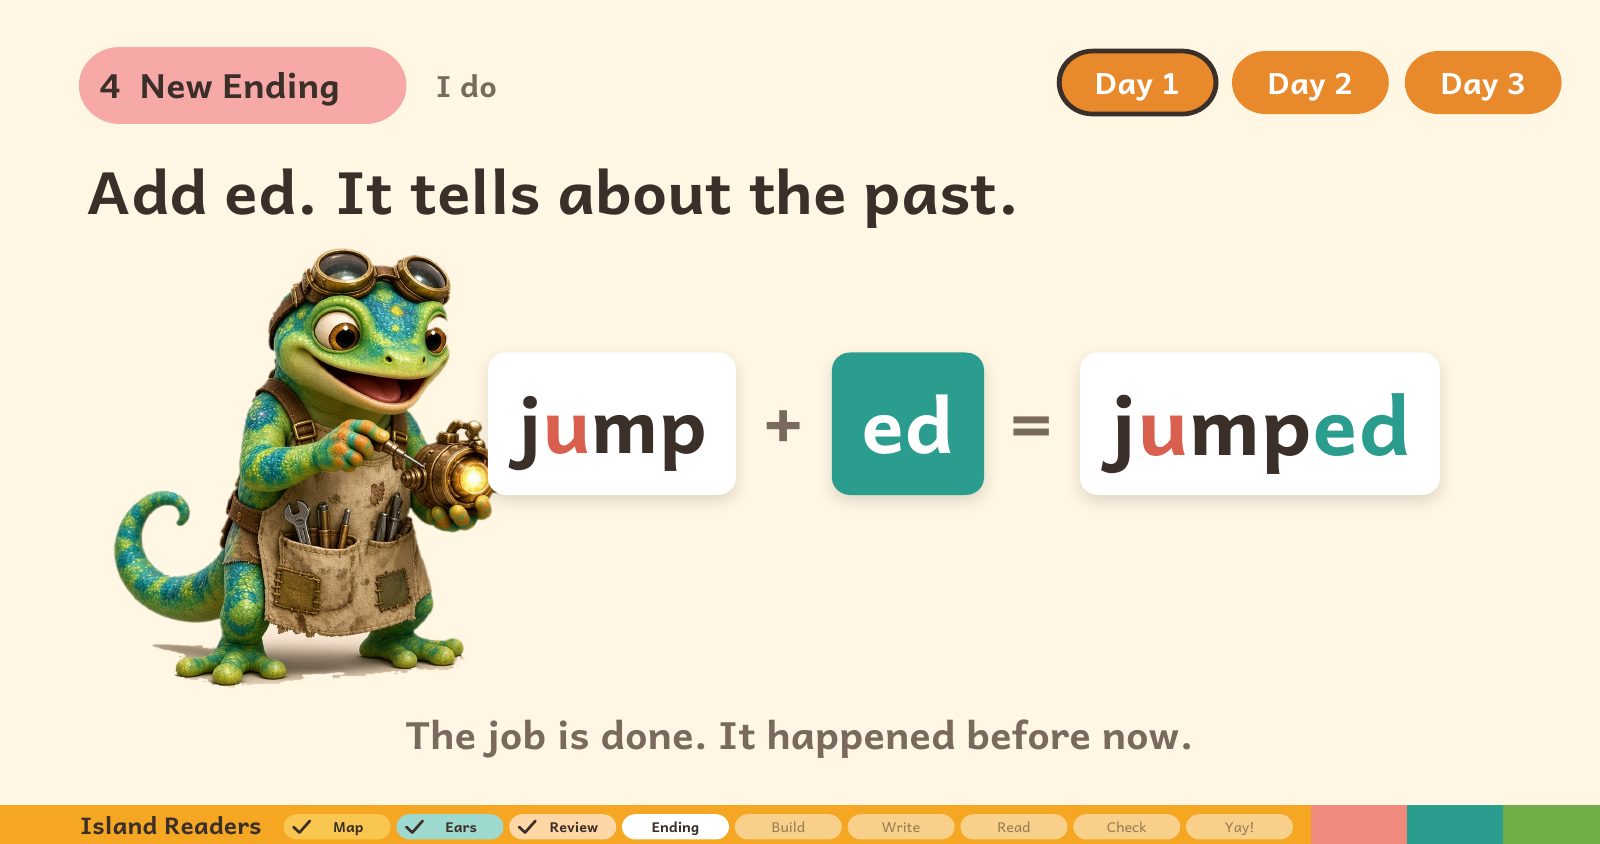 4 New Ending
I do
Day 1
Day 2
Day 3
Add ed. It tells about the past.
jump + ed = jumped
The job is done. It happened before now.
Island Readers
Map
Ears
Review
Ending
Build
Write
Read
Check
Yay!